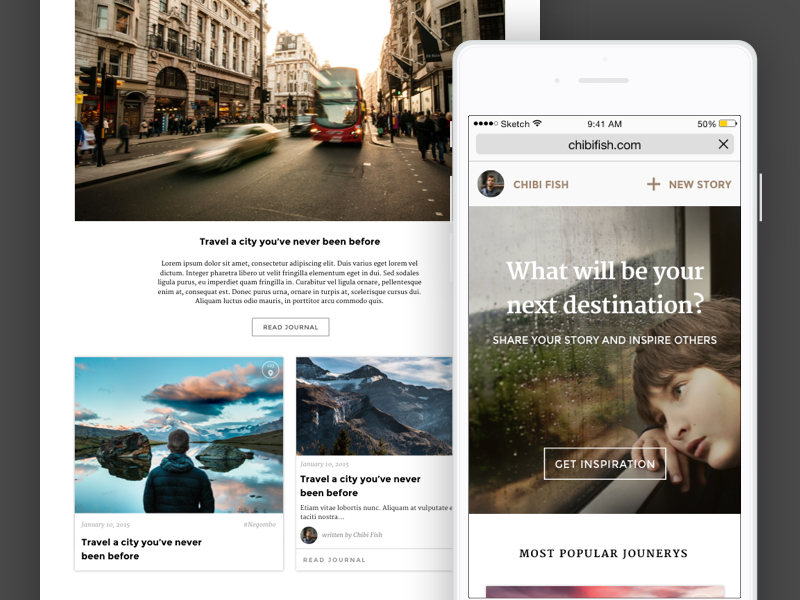 Travel a city you've never been before
Lorem ipsum dolor sit amet, consectetur adipiscing elit. Duis varius eget lorem vel
dictum. Integer pharetra libero ut velit fringilla elementum eget in dui. Sed sodales
ligula purus, eu imperdiet quam fringilla in. Curabitur vel ligula ornare, pellentesque
enim at, consequat est. Donec purus urna, ornare in turpis at, scelerisque cursus dui.
Aliquam luctus odio mauris, in porttitor arcu commodo quis.
READ JOURNAL
January 10, 2015
#Negombo
Travel a city you've never
been before
January 10, 2015
Travel a city you've never
been before
Etiam vitae lobortis nunc. Aliquam at vulputate
taciti nostra...
written by Chibi Fish
READ JOURNAL
Sketch
9:41 AM
50%
chibifish.com
CHIBI FISH
+ NEW STORY
What will be your
next destination?
SHARE YOUR STORY AND INSPIRE OTHERS
GET INSPIRATION
MOST POPULAR JOUNERYS